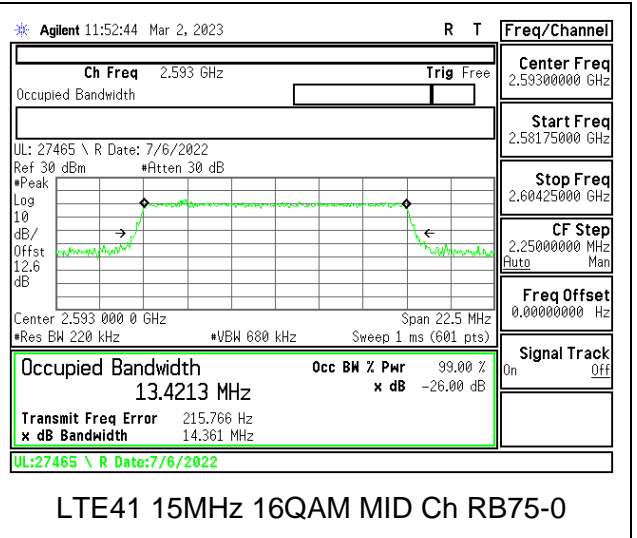 Agilent 11:52:44 Mar 2, 2023 R T
Freq/Channel
Ch Freq 2.593 GHz Trig Free
Occupied Bandwidth
Center Freq
2.59300000 GHz
Start Freq
2.58175000 GHz
Stop Freq
2.60425000 GHz
CF Step
2.25000000 MHz
Auto Man
Freq Offset
0.00000000 Hz
Signal Track
On Off
UL: 27465 \ R Date: 7/6/2022
Ref 30 dBm #Atten 30 dB
#Peak
Log
10
dB/
Offst
12.6
dB
Center 2.593 000 0 GHz Span 22.5 MHz
#Res BW 220 kHz #VBW 680 kHz Sweep 1 ms (601 pts)
Occupied Bandwidth Occ BW % Pwr 99.00 %
13.4213 MHz x dB -26.00 dB
Transmit Freq Error 215.766 Hz
x dB Bandwidth 14.361 MHz
UL:27465 \ R Date:7/6/2022
LTE41 15MHz 16QAM MID Ch RB75-0